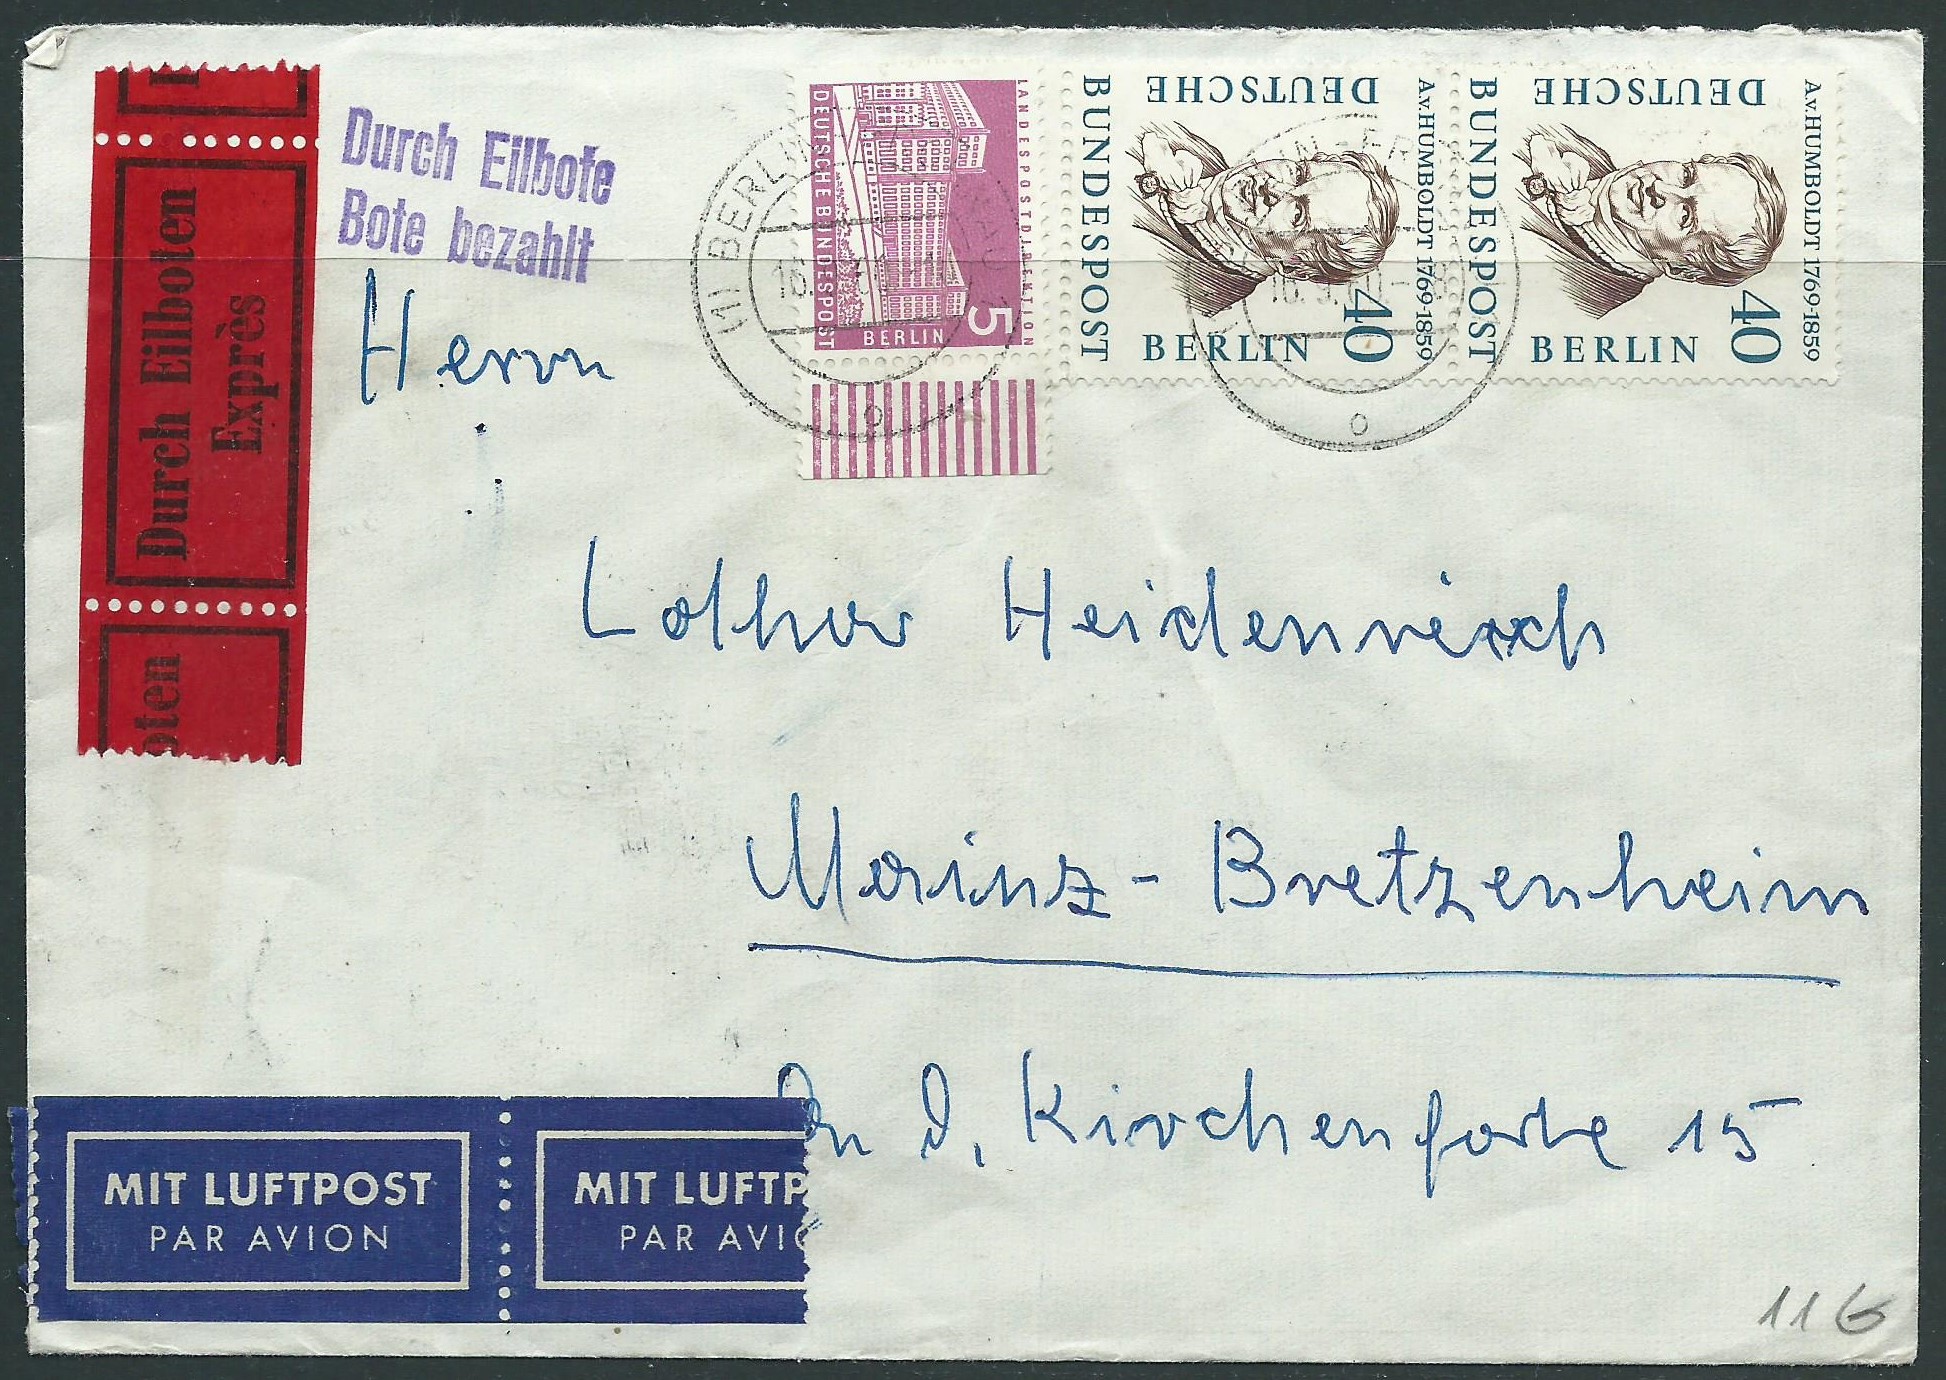 Durch Eilboten
Exprès
oten
Durch Eilbote
Bote bezahlt
LANDESPOSTDIREKTION
DEUTSCHE BUNDESPOST
BERLIN
5
DEUTSCHE
BUNDESPOST
BERLIN
40
A.v.HUMBOLDT 1769-1859
DEUTSCHE
BUNDESPOST
BERLIN
40
A.v.HUMBOLDT 1769-1859
(1) BERLIN
o
o
Herrn
Lothar Heidenreich
Mainz - Bretzenheim
An d. Kirchenpforte 15
MIT LUFTPOST
PAR AVION
MIT LUFTP
PAR AVIO
116